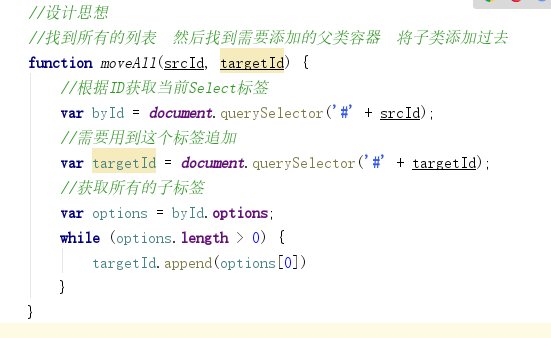 //设计思想
//找到所有的列表  然后找到需要添加的父类容器  将子类添加过去
function moveAll(srcId, targetId) {
//根据ID获取当前Select标签
var byId = document.querySelector('#' + srcId);
//需要用到这个标签追加
var targetId = document.querySelector('#' + targetId);
//获取所有的子标签
var options = byId.options;
while (options.length > 0) {
targetId.append(options[0])
}
}